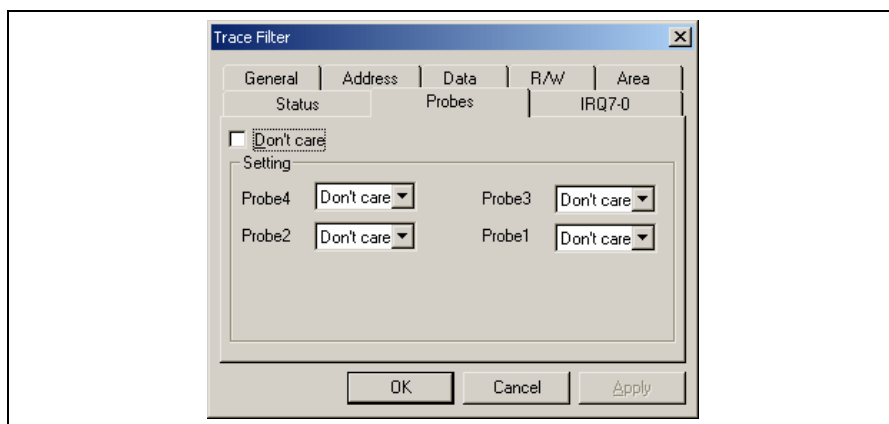 Trace Filter
General Address Data R/W Area
Status Probes IRQ7-0
Don't care
Setting
Probe4 Don't care Probe3 Don't care
Probe2 Don't care Probe1 Don't care
OK Cancel Apply